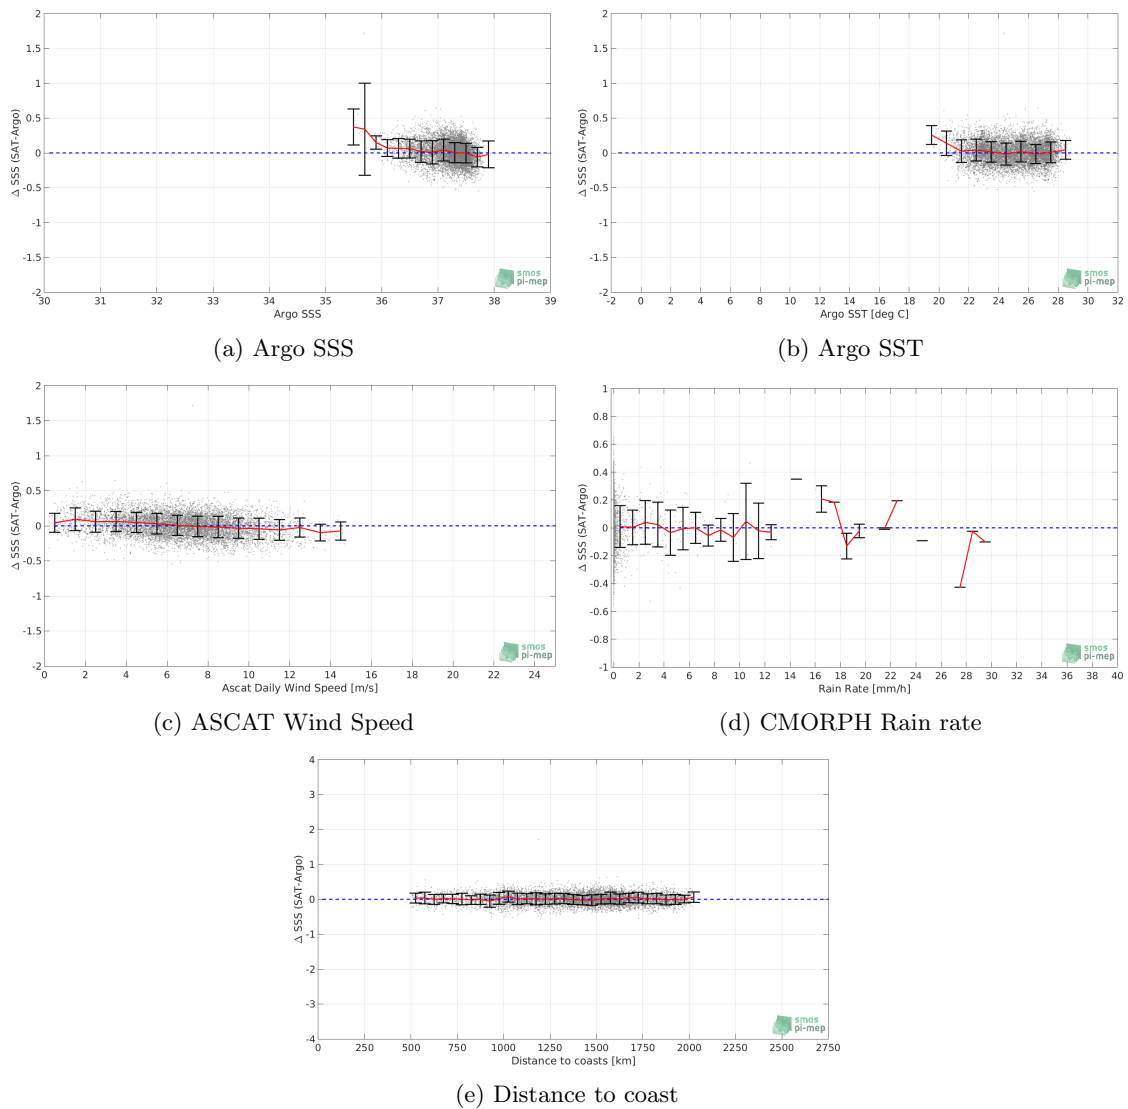 2
1.5
1
0.5
0
-0.5
-1
-1.5
-2
Δ SSS (SAT-Argo)
30 31 32 33 34 35 36 37 38 39
Argo SSS
smos
pi-mep
(a) Argo SSS
2
1.5
1
0.5
0
-0.5
-1
-1.5
-2
Δ SSS (SAT-Argo)
-2 0 2 4 6 8 10 12 14 16 18 20 22 24 26 28 30 32
Argo SST [deg C]
smos
pi-mep
(b) Argo SST
2
1.5
1
0.5
0
-0.5
-1
-1.5
-2
Δ SSS (SAT-Argo)
0 2 4 6 8 10 12 14 16 18 20 22 24
Ascat Daily Wind Speed [m/s]
smos
pi-mep
(c) ASCAT Wind Speed
1
0.8
0.6
0.4
0.2
0
-0.2
-0.4
-0.6
-0.8
-1
Δ SSS (SAT-Argo)
0 2 4 6 8 10 12 14 16 18 20 22 24 26 28 30 32 34 36 38 40
Rain Rate [mm/h]
smos
pi-mep
(d) CMORPH Rain rate
4
3
2
1
0
-1
-2
-3
-4
Δ SSS (SAT-Argo)
0 250 500 750 1000 1250 1500 1750 2000 2250 2500 2750
Distance to coasts [km]
smos
pi-mep
(e) Distance to coast